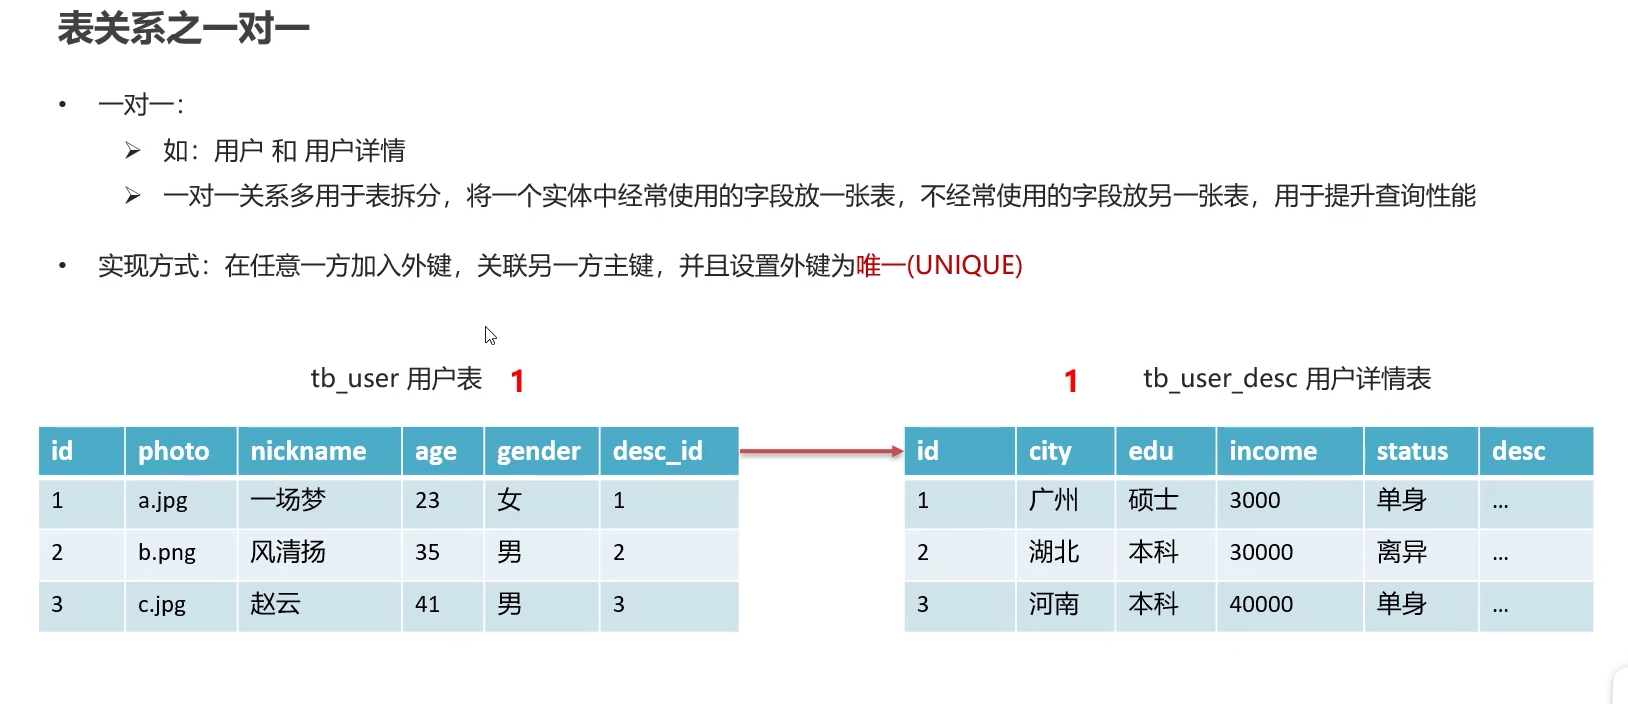 表关系之一对一
• 一对一：
➢ 如：用户 和 用户详情
➢ 一对一关系多用于表拆分，将一个实体中经常使用的字段放一张表，不经常使用的字段放另一张表，用于提升查询性能
• 实现方式：在任意一方加入外键，关联另一方主键，并且设置外键为唯一(UNIQUE)
tb_user 用户表 1
id photo nickname age gender desc_id
1 a.jpg 一场梦 23 女 1
2 b.png 风清扬 35 男 2
3 c.jpg 赵云 41 男 3
1 tb_user_desc 用户详情表
id city edu income status desc
1 广州 硕士 3000 单身 ...
2 湖北 本科 30000 离异 ...
3 河南 本科 40000 单身 ...